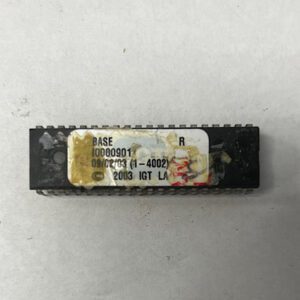 BASE R
I0000901
09/02/03 (1-4002)
© 2003 IGT LA